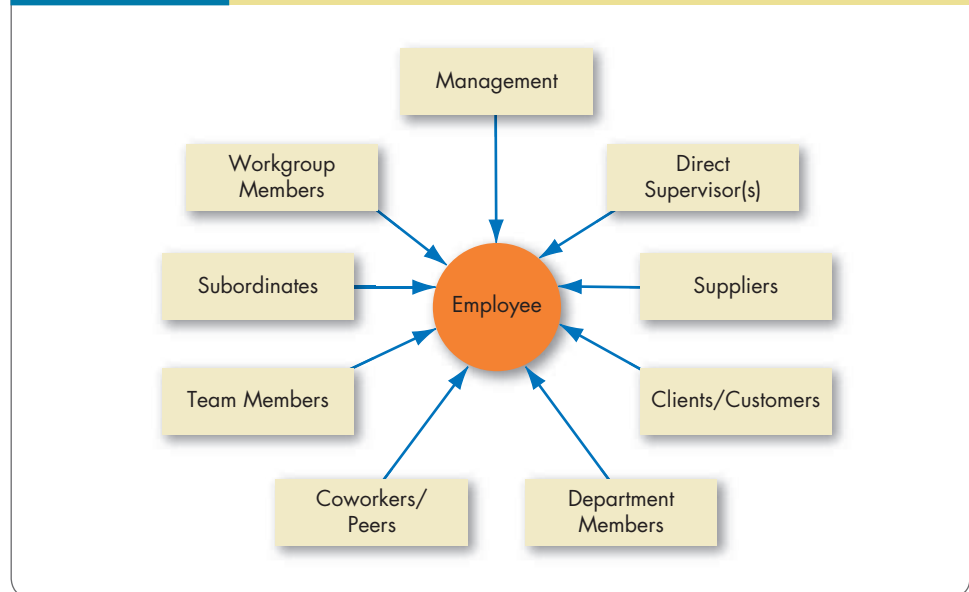 Management
Workgroup
Members
Direct
Supervisor(s)
Subordinates
Employee
Suppliers
Team Members
Clients/Customers
Coworkers/
Peers
Department
Members